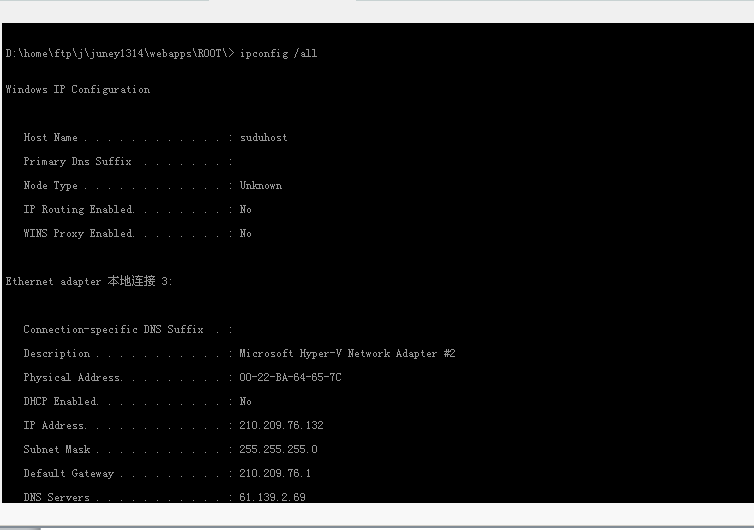 D:\home\ftp\j\juney1314\webapps\ROOT\> ipconfig /all
Windows IP Configuration
Host Name . . . . . . . . . . . . : suduhost
Primary Dns Suffix . . . . . . . :
Node Type . . . . . . . . . . . . : Unknown
IP Routing Enabled. . . . . . . . : No
WINS Proxy Enabled. . . . . . . . : No
Ethernet adapter 本地连接 3:
Connection-specific DNS Suffix . :
Description . . . . . . . . . . . : Microsoft Hyper-V Network Adapter #2
Physical Address. . . . . . . . . : 00-22-BA-64-65-7C
DHCP Enabled. . . . . . . . . . . : No
IP Address. . . . . . . . . . . . : 210.209.76.132
Subnet Mask . . . . . . . . . . . : 255.255.255.0
Default Gateway . . . . . . . . . : 210.209.76.1
DNS Servers . . . . . . . . . . . : 61.139.2.69